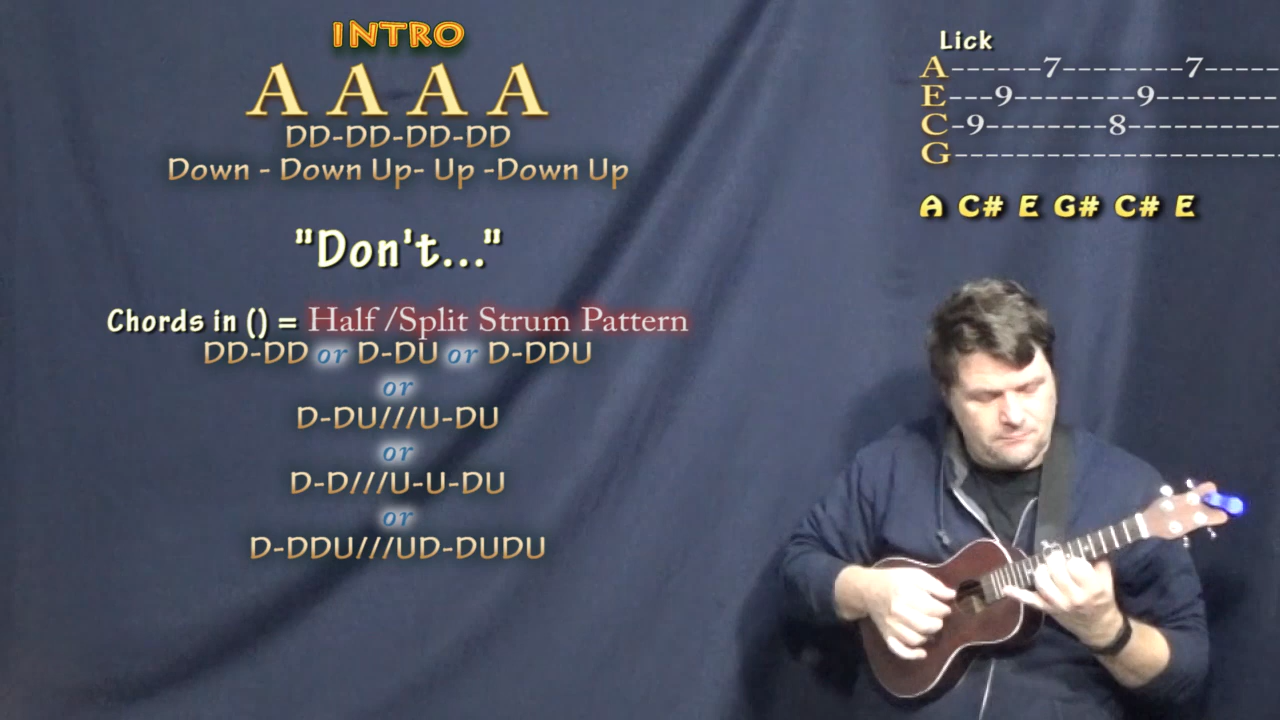 INTRO
A A A A
DD-DD-DD-DD
Down - Down Up- Up -Down Up
"Don't..."
Chords in () = Half /Split Strum Pattern
DD-DD or D-DU or D-DDU
or
D-DU///U-DU
or
D-D///U-U-DU
or
D-DDU///UD-DUDU
Lick
A------7--------7-----
E---9--------9--------
C-9--------8----------
G----------------------
A C# E G# C# E